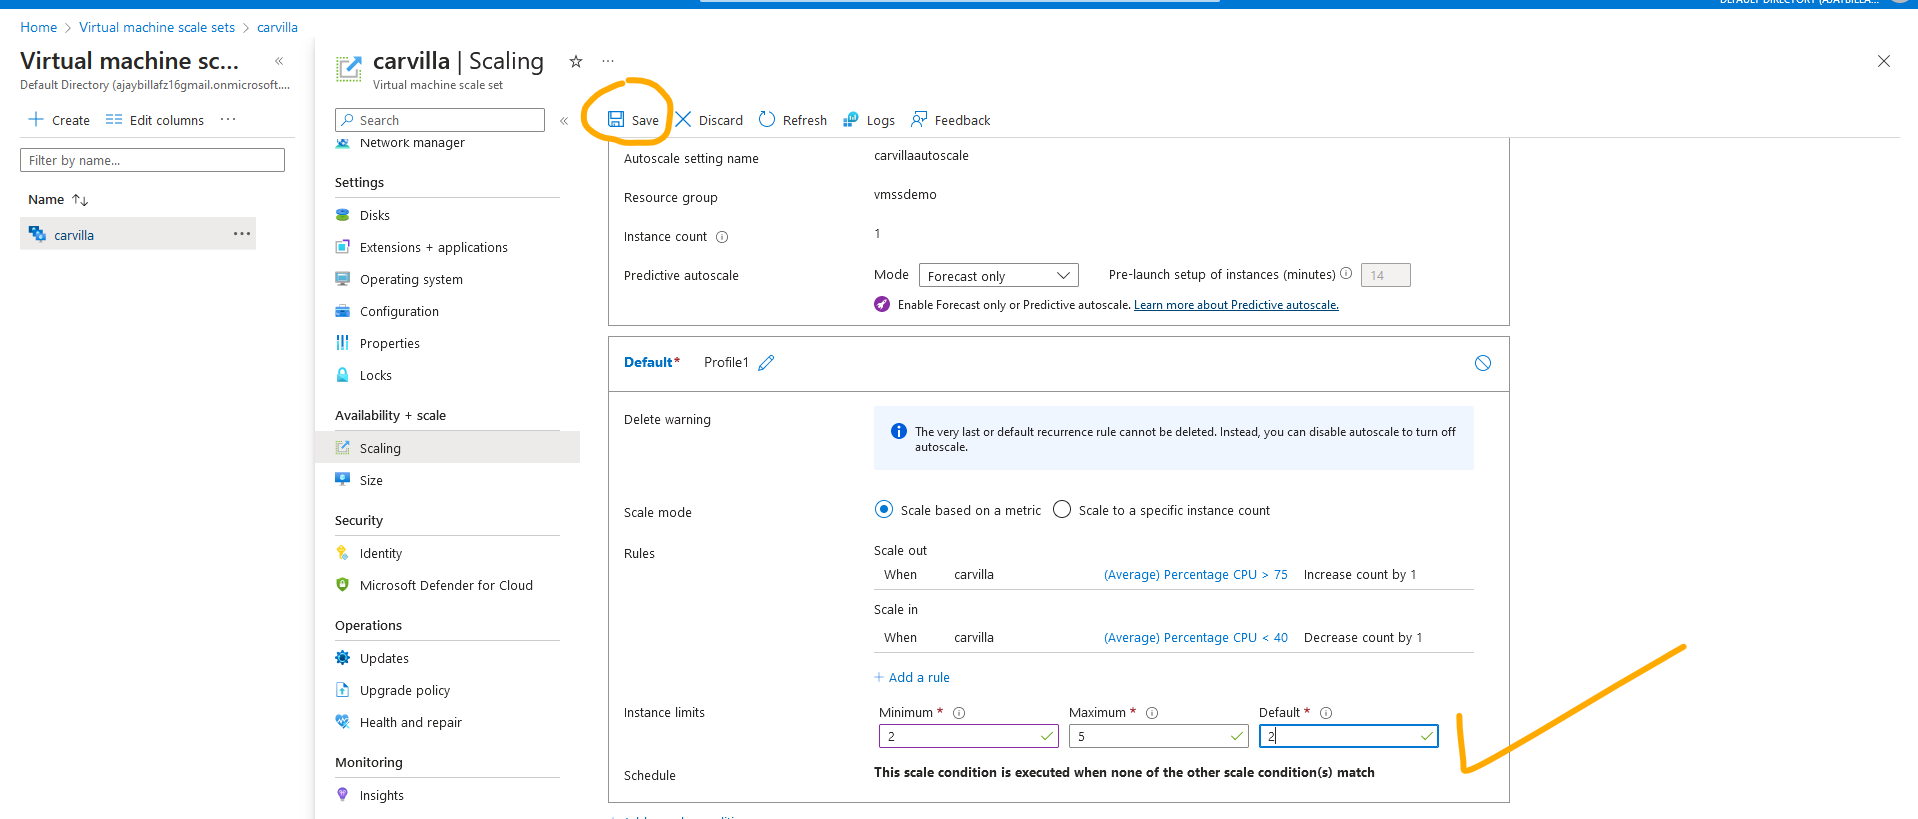 Home > Virtual machine scale sets > carvilla
Virtual machine sc... «
Default Directory (ajaybillafz16gmail.onmicrosoft....
+ Create Edit columns ...
Filter by name...
Name ↑↓
carvilla ...
carvilla | Scaling ☆ ...
Virtual machine scale set
Search «
Network manager
Settings
Disks
Extensions + applications
Operating system
Configuration
Properties
Locks
Availability + scale
Scaling
Size
Security
Identity
Microsoft Defender for Cloud
Operations
Updates
Upgrade policy
Health and repair
Monitoring
Insights
Save Discard Refresh Logs Feedback
Autoscale setting name carvillaautoscale
Resource group vmssdemo
Instance count 1
Predictive autoscale Mode Forecast only Pre-launch setup of instances (minutes) 14
Enable Forecast only or Predictive autoscale. Learn more about Predictive autoscale.
Default* Profile1
Delete warning
The very last or default recurrence rule cannot be deleted. Instead, you can disable autoscale to turn off
autoscale.
Scale mode Scale based on a metric Scale to a specific instance count
Rules
Scale out
When carvilla (Average) Percentage CPU > 75 Increase count by 1
Scale in
When carvilla (Average) Percentage CPU < 40 Decrease count by 1
+ Add a rule
Instance limits Minimum * Maximum * Default *
2 5 2
Schedule This scale condition is executed when none of the other scale condition(s) match